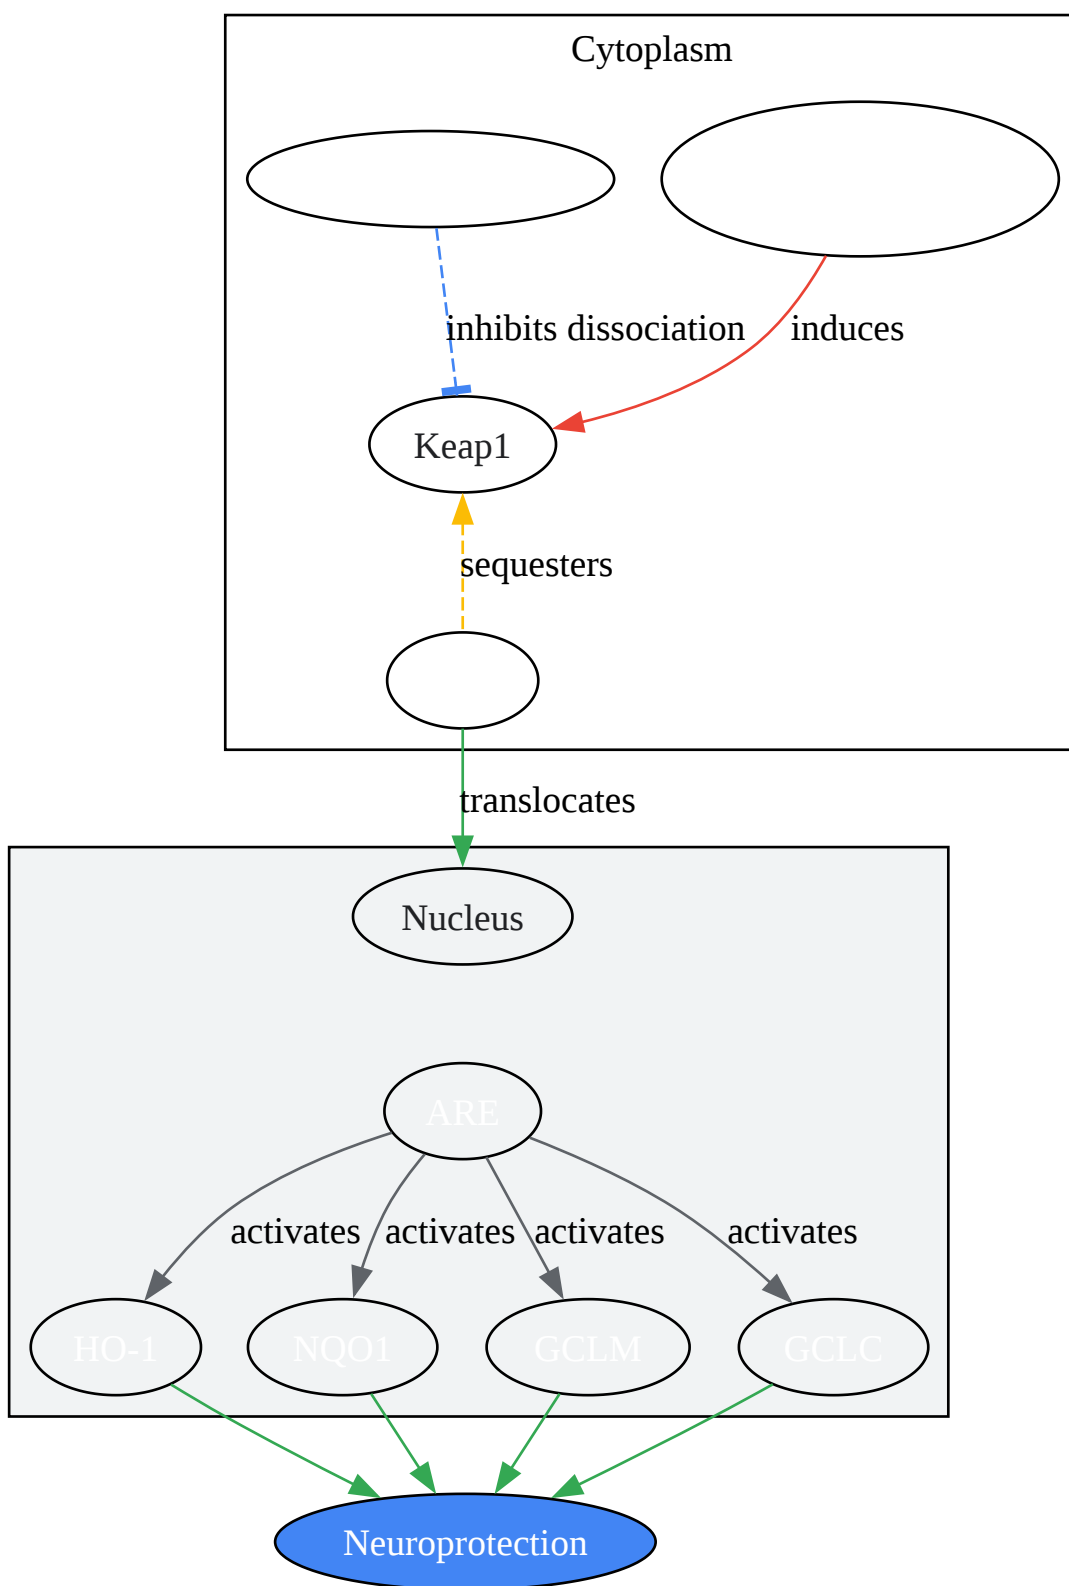 Cytoplasm
inhibits dissociation
induces
Keap1
sequesters
translocates
Nucleus
ARE
activates
activates
activates
activates
HO-1
NQO1
GCLM
GCLC
Neuroprotection